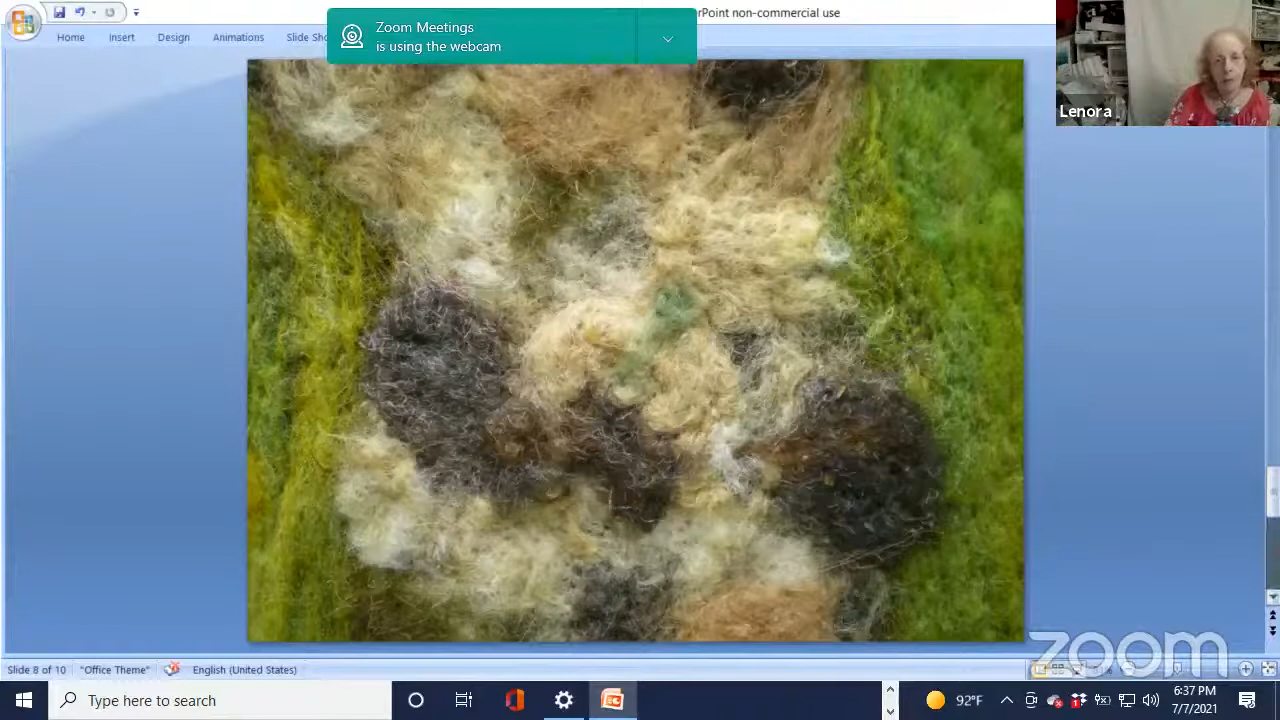 erPoint non-commercial use
Zoom Meetings
is using the webcam
Home Insert Design Animations Slide Sho
Lenora
zoom
Slide 8 of 10 "Office Theme" English (United States)
Type here to search
92°F
6:37 PM
7/7/2021